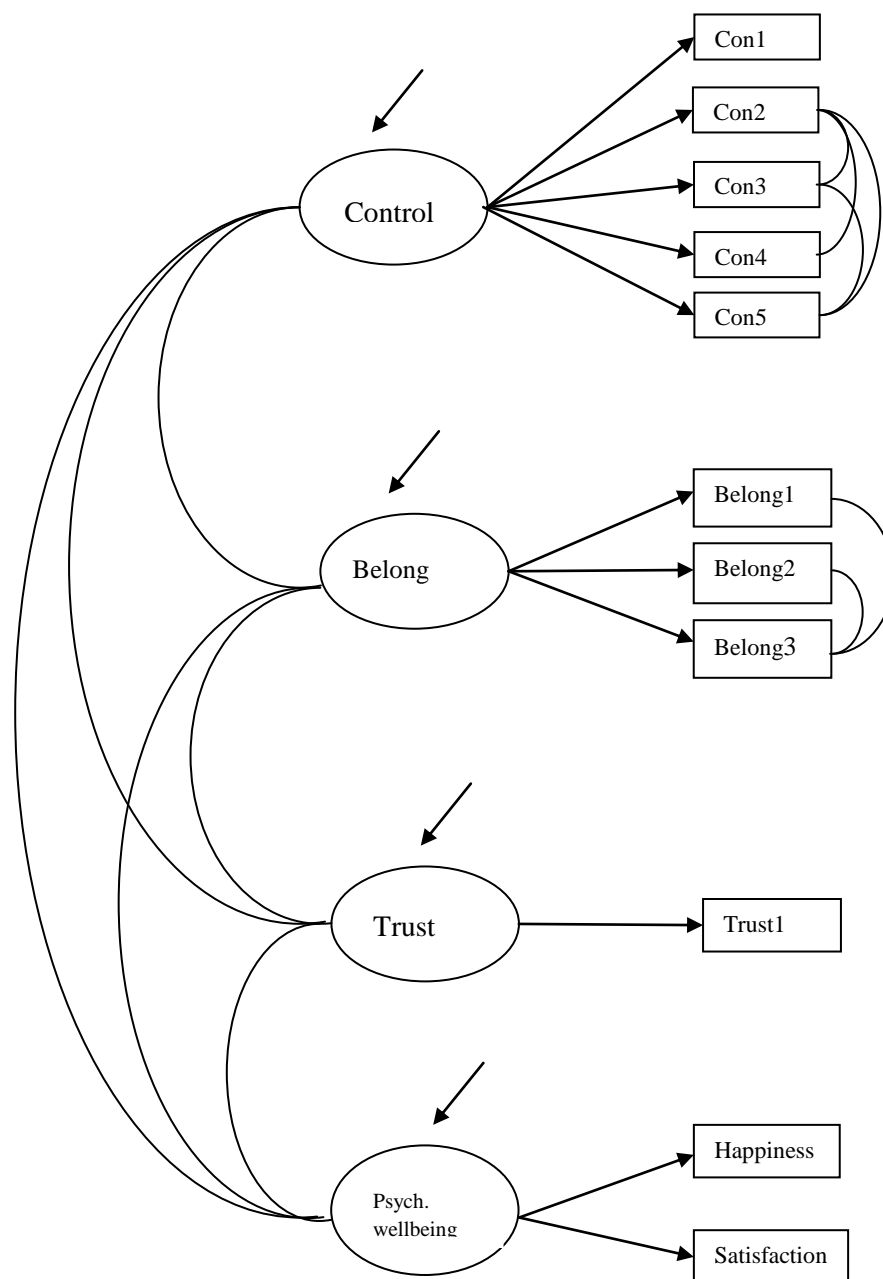 Con1
Con2
Control
Con3
Con4
Con5
Belong1
Belong
Belong2
Belong3
Trust
Trust1
Happiness
Psych.
wellbeing
Satisfaction